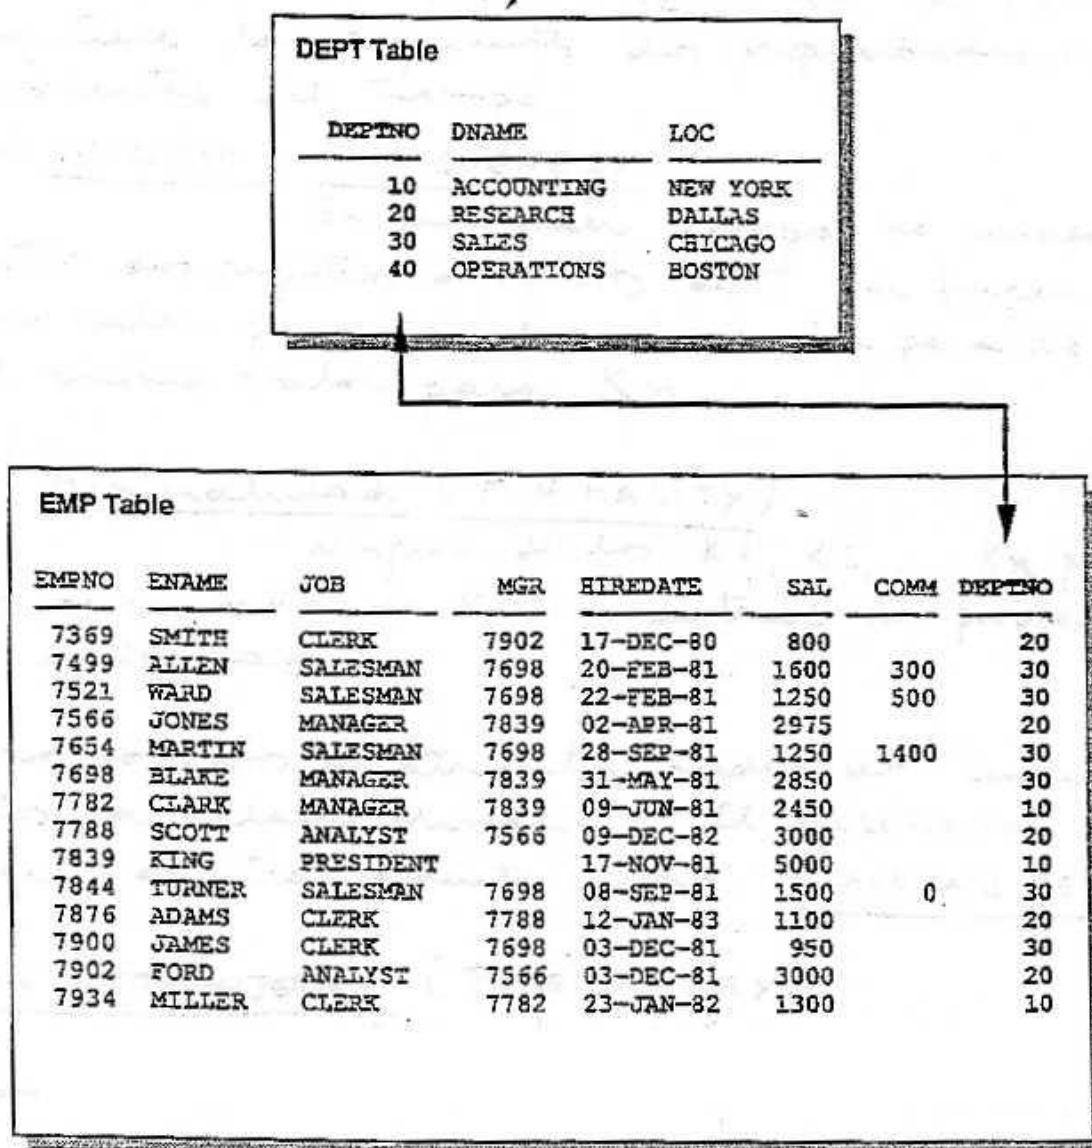 DEPT Table
DEPTNO DNAME LOC
10 ACCOUNTING NEW YORK
20 RESEARCH DALLAS
30 SALES CHICAGO
40 OPERATIONS BOSTON
EMP Table
EMPNO ENAME JOB MGR HIREDATE SAL COMM DEPTNO
7369 SMITH CLERK 7902 17-DEC-80 800 20
7499 ALLEN SALESMAN 7698 20-FEB-81 1600 300 30
7521 WARD SALESMAN 7698 22-FEB-81 1250 500 30
7566 JONES MANAGER 7839 02-APR-81 2975 20
7654 MARTIN SALESMAN 7698 28-SEP-81 1250 1400 30
7698 BLAKE MANAGER 7839 31-MAY-81 2850 30
7782 CLARK MANAGER 7839 09-JUN-81 2450 10
7788 SCOTT ANALYST 7566 09-DEC-82 3000 20
7839 KING PRESIDENT 17-NOV-81 5000 10
7844 TURNER SALESMAN 7698 08-SEP-81 1500 0 30
7876 ADAMS CLERK 7788 12-JAN-83 1100 20
7900 JAMES CLERK 7698 03-DEC-81 950 30
7902 FORD ANALYST 7566 03-DEC-81 3000 20
7934 MILLER CLERK 7782 23-JAN-82 1300 10